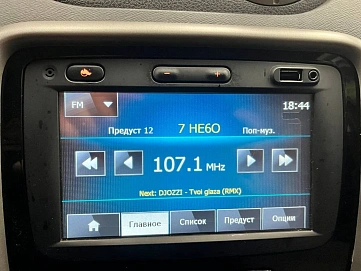 FM
18:44
Предуст 12 7 НЕ6О Поп-муз.
107.1 MHz
Next: DJOZZI - Tvoi glaza (RMX)
Главное Список Предуст Опции